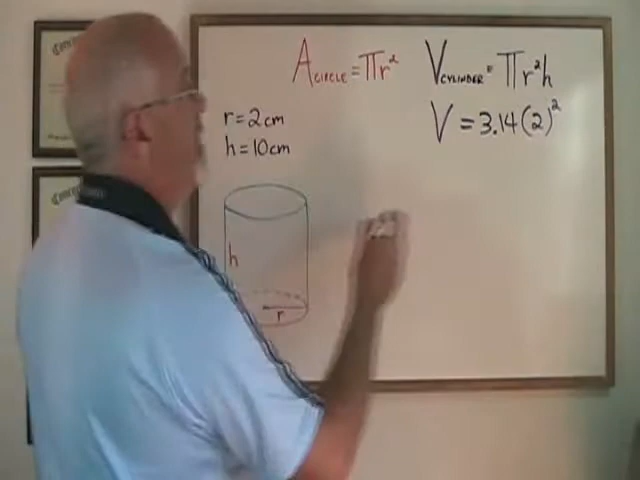 A CIRCLE = πr²
V CYLINDER = πr²h
r = 2cm
h = 10cm
V = 3.14(2)²
h
r